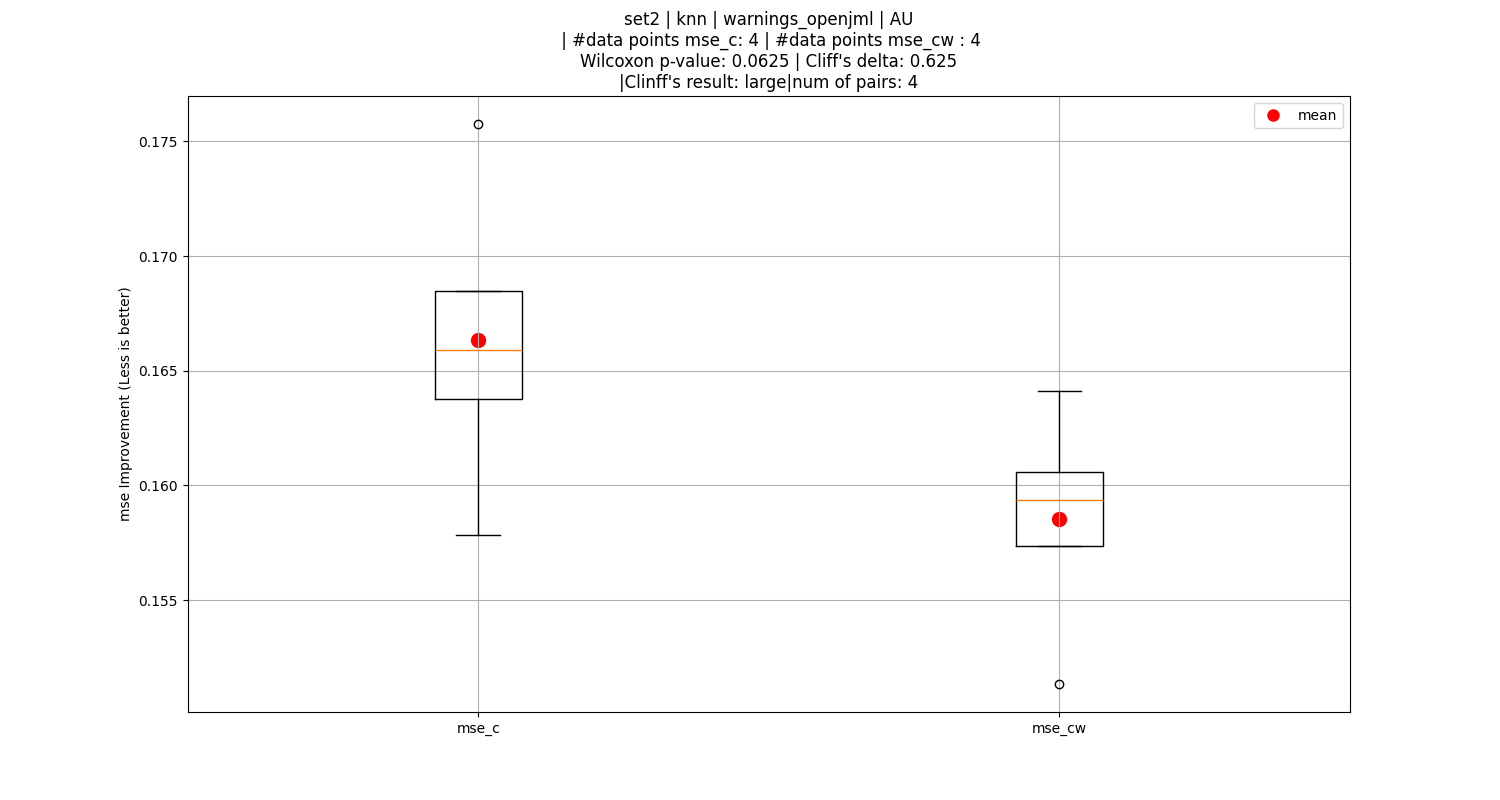 set2 | knn | warnings_openjml | AU
| #data points mse_c: 4 | #data points mse_cw : 4
Wilcoxon p-value: 0.0625 | Cliff's delta: 0.625
|Clinff's result: large|num of pairs: 4
mean
0.175
0.170
0.165
0.160
0.155
mse Improvement (Less is better)
mse_c
mse_cw